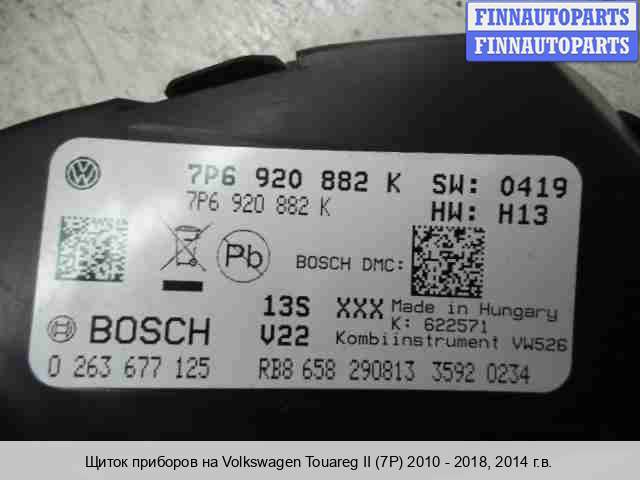 FINNAUTOPARTS
FINNAUTOPARTS
7P6 920 882 K SW: 0419
7P6 920 882 K HW: H13
Pb BOSCH DMC:
13S XXX Made in Hungary
K: 622571
BOSCH V22 Kombiinstrument VW526
0 263 677 125 RB8 658 290813 3592 0234
Щиток приборов на Volkswagen Touareg II (7P) 2010 - 2018, 2014 г.в.